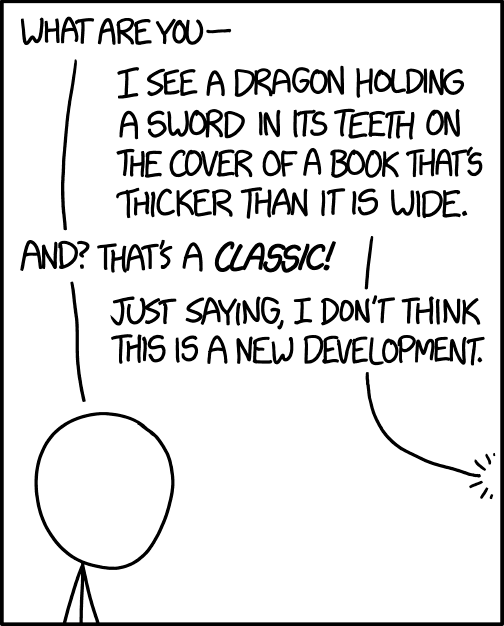 WHAT ARE YOU—
I SEE A DRAGON HOLDING
A SWORD IN ITS TEETH ON
THE COVER OF A BOOK THAT'S
THICKER THAN IT IS WIDE.
AND? THAT'S A CLASSIC!
JUST SAYING, I DON'T THINK
THIS IS A NEW DEVELOPMENT.